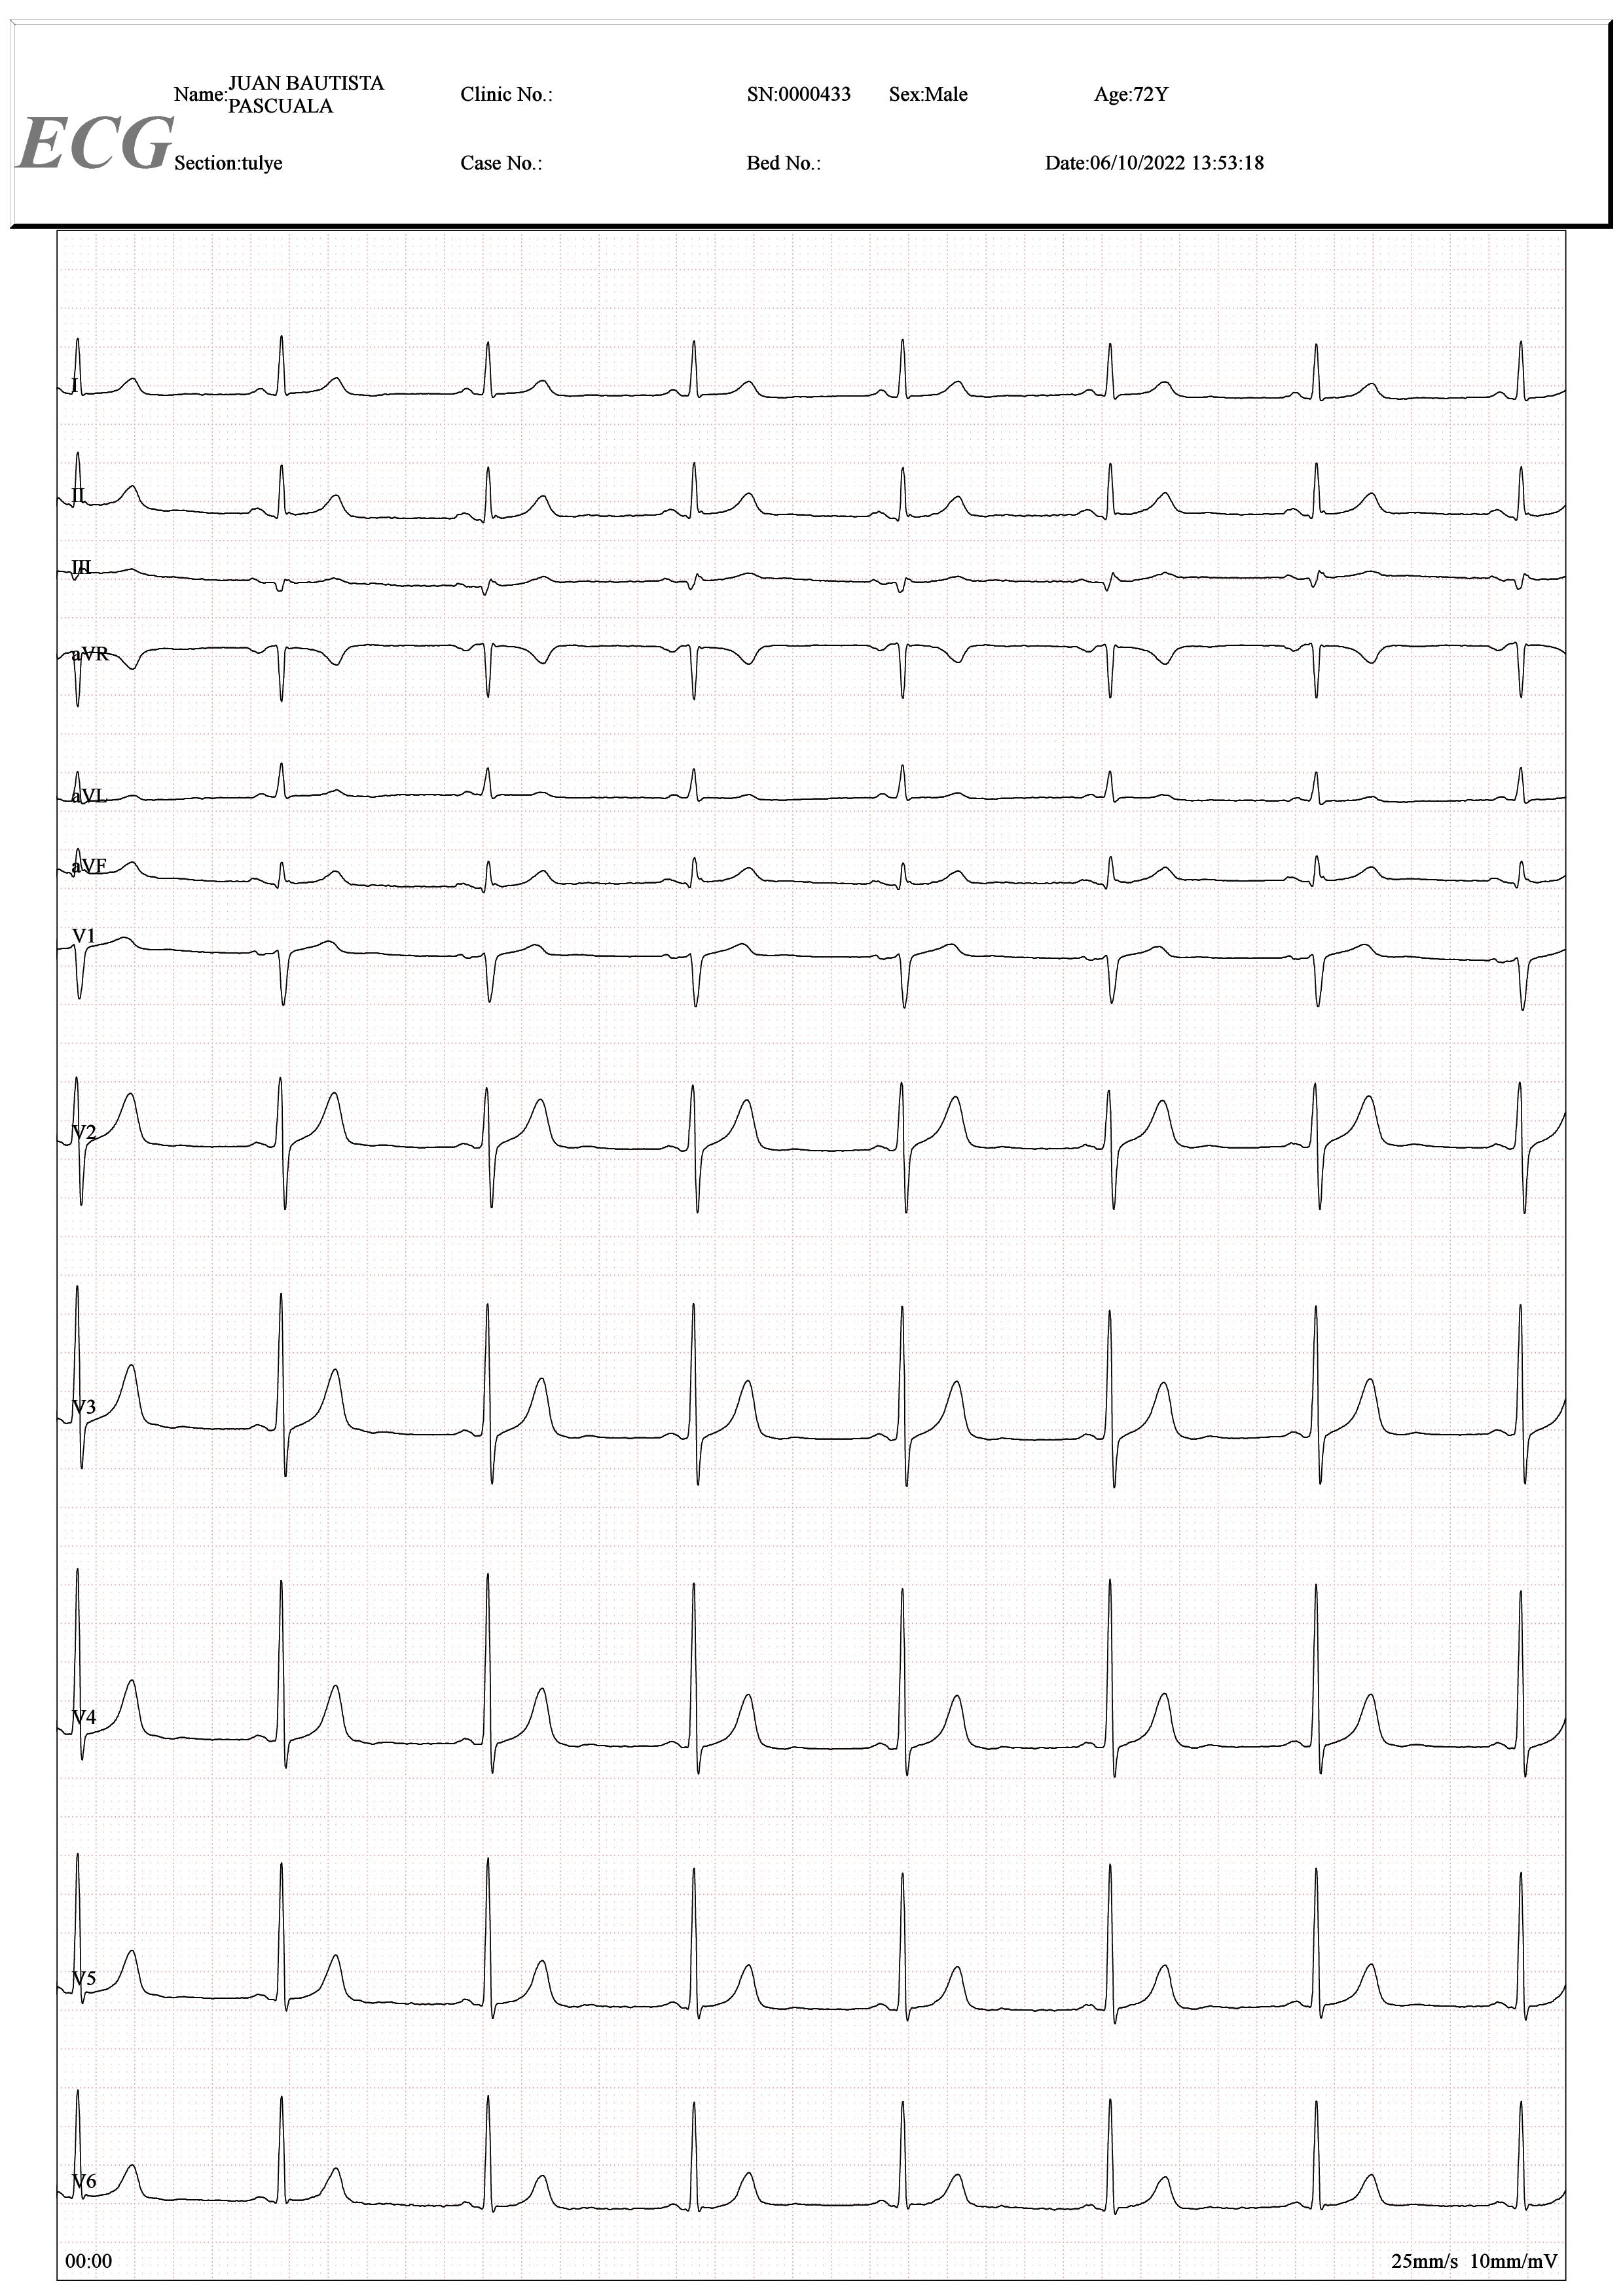 ECG
Name:JUAN BAUTISTA PASCUALA Clinic No.: SN:0000433 Sex:Male Age:72Y
Section:tulye Case No.: Bed No.: Date:06/10/2022 13:53:18
I
II
III
aVR
aVL
aVF
V1
V2
V3
V4
V5
V6
00:00 25mm/s 10mm/mV